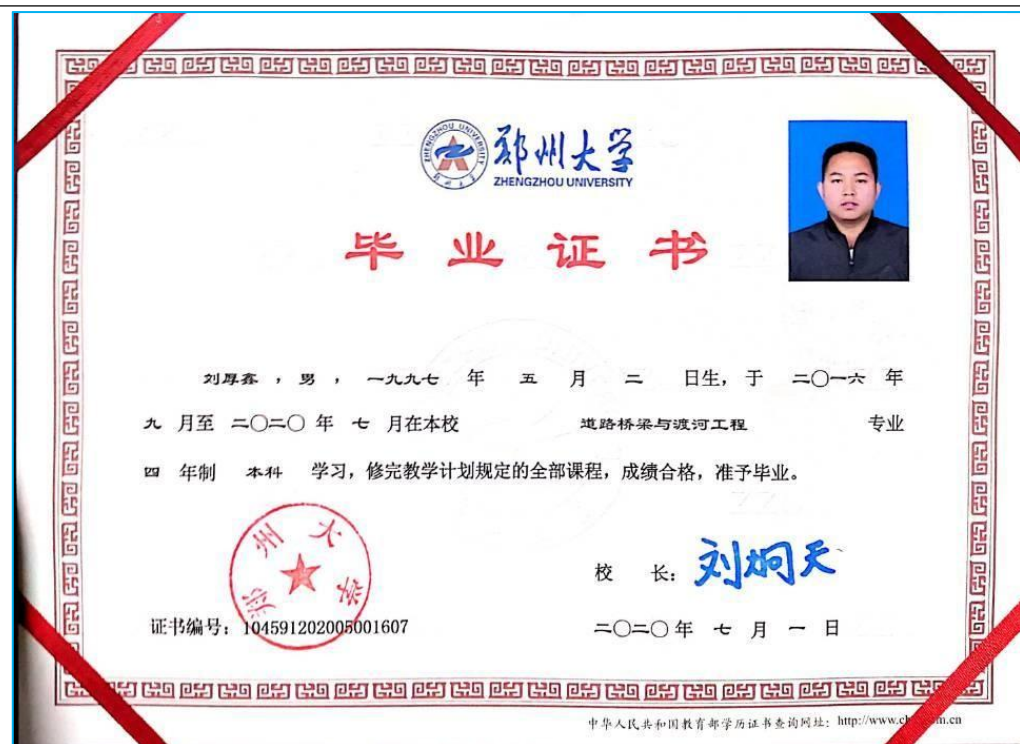 ZHENGZHOU UNIVERSITY
郑州大学
郑州大学
ZHENGZHOU UNIVERSITY
毕业证书
刘厚鑫,男,一九九七年五月二日生,于二〇一六年
九月至二〇二〇年七月在本校 道路桥梁与渡河工程 专业
四年制 本科 学习,修完教学计划规定的全部课程,成绩合格,准予毕业。
郑州大学
校 长:刘炯天
证书编号:104591202005001607
二〇二〇年七月一日
中华人民共和国教育部学历证书查询网址:http://www.ch
m.cn